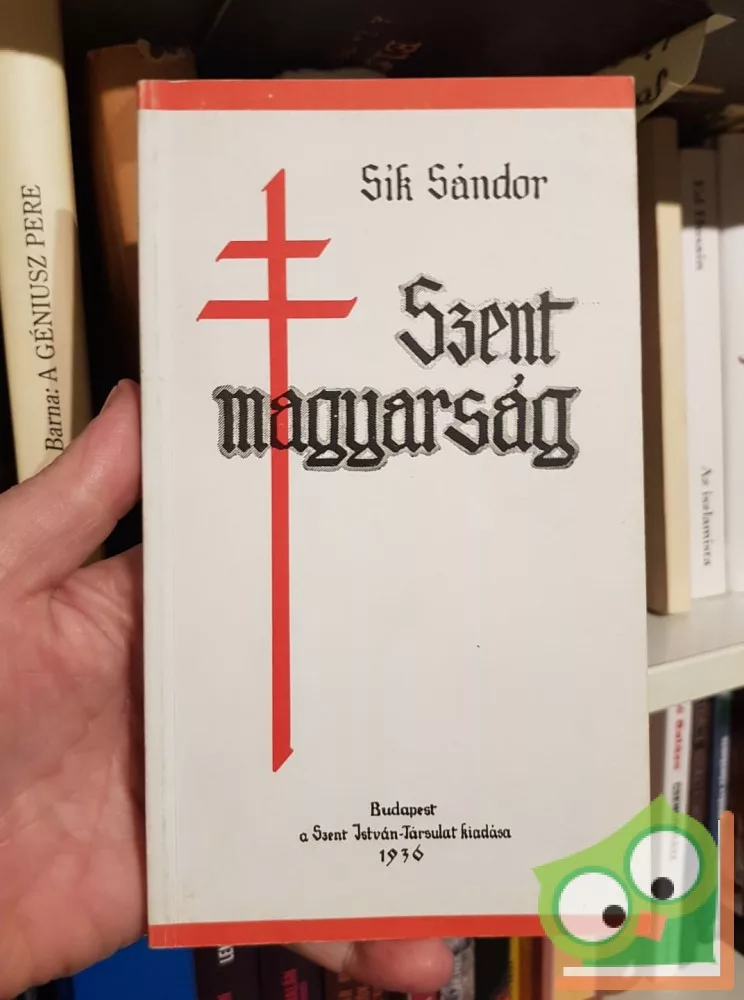 Sík Sándor
Szent
magyarság
Budapest
a Szent István-Társulat kiadása
1936
Barna: A GÉNIUSZ PERE
Az iszlamista